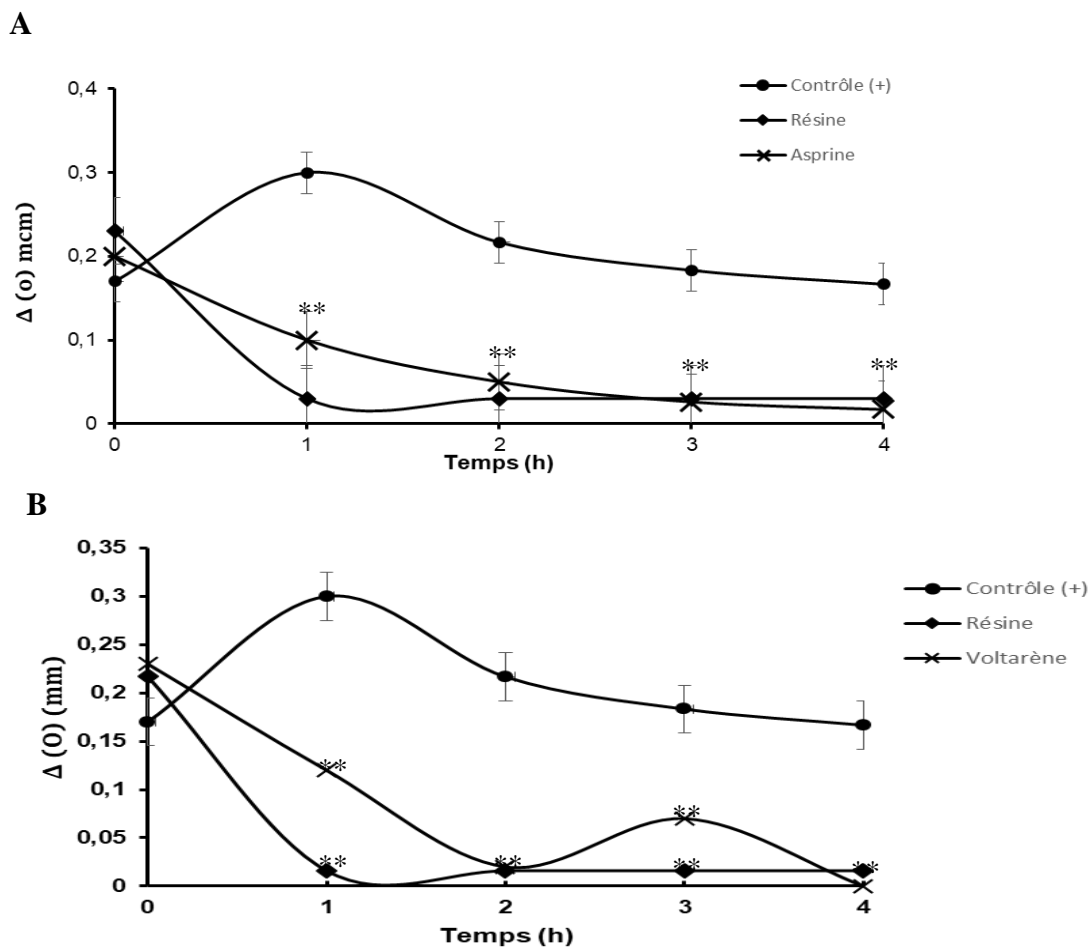 A
0,4
Contrôle (+)
Résine
Asprine
0,3
Δ (o) mcm
0,2
**
**
**
**
0,1
0
0
1
2
3
4
Temps (h)
B
0,35
Contrôle (+)
Résine
Voltarène
0,3
0,25
0,2
Δ (0) (mm)
0,15
**
0,1
**
0,05
**
**
**
**
0
0
1
2
3
4
Temps (h)